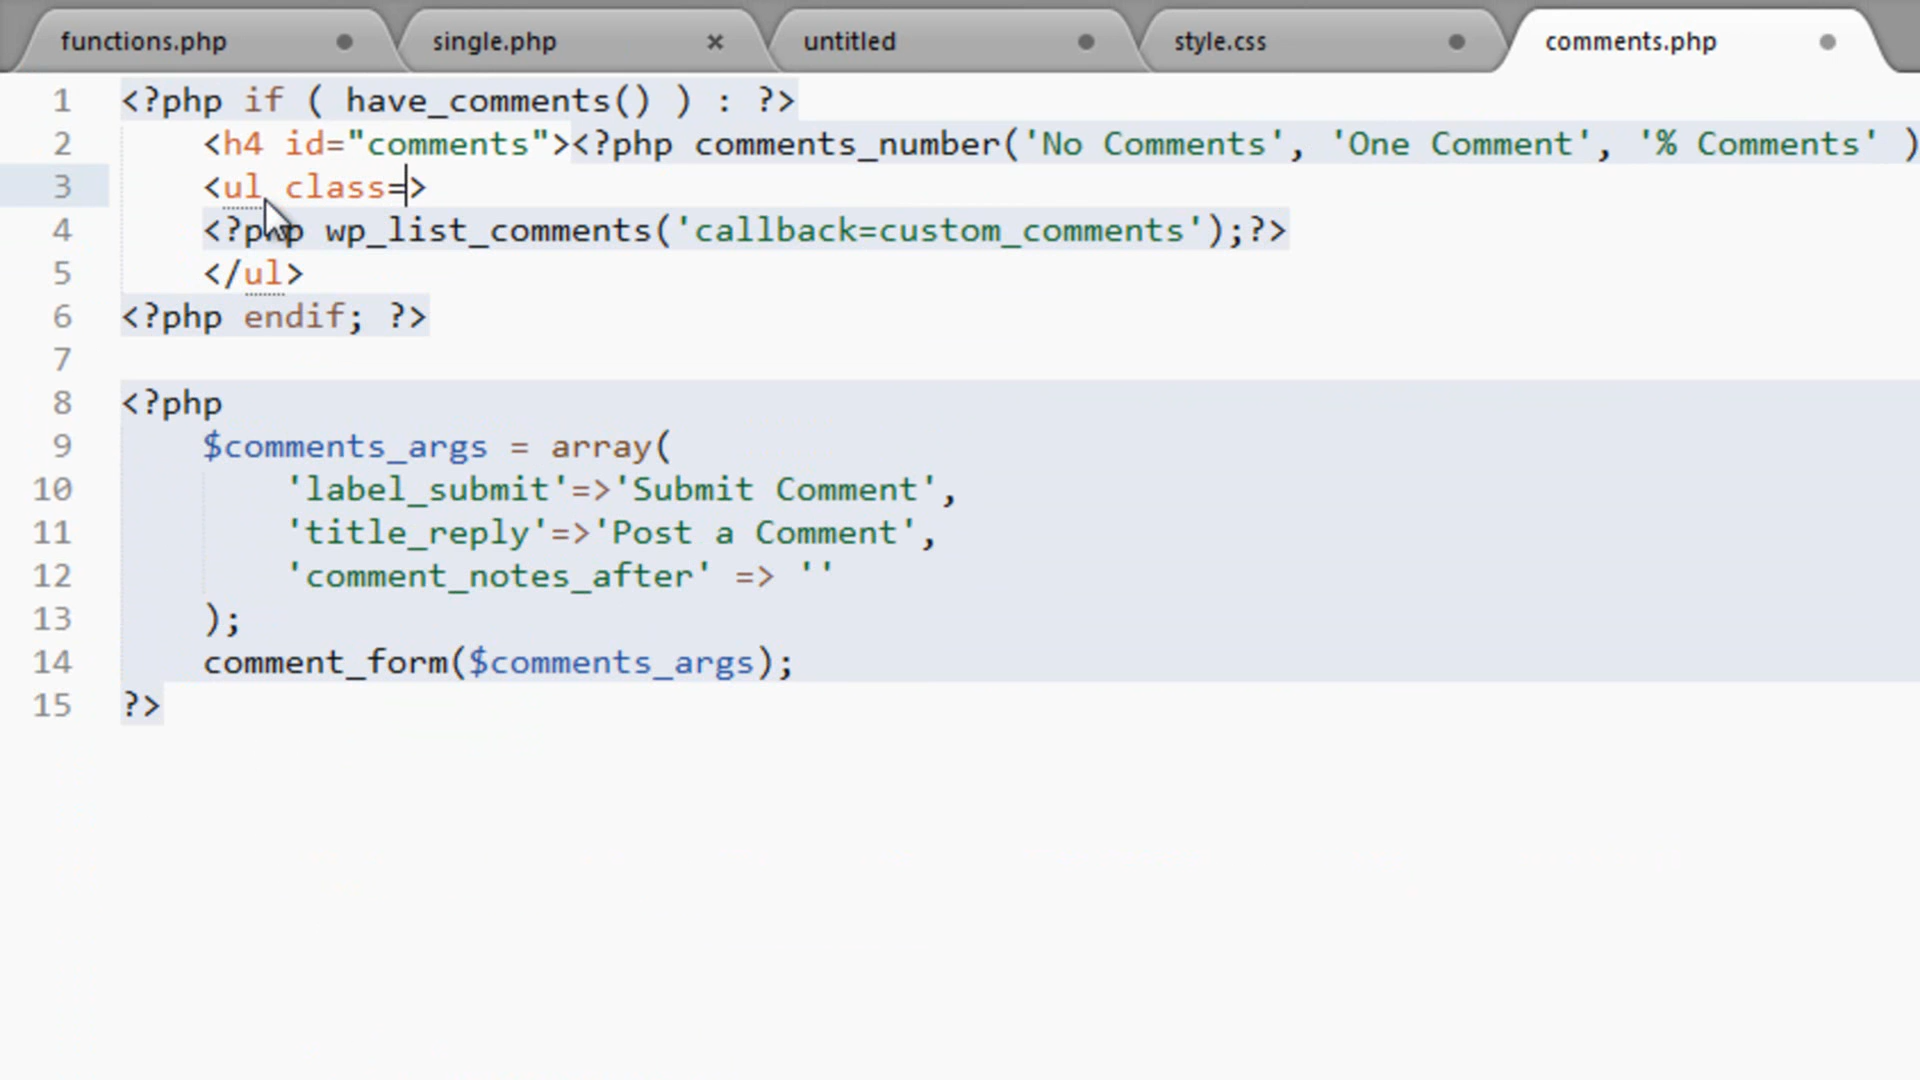 functions.php single.php untitled style.css comments.php
1 <?php if ( have_comments() ) : ?>
2 <h4 id="comments"><?php comments_number('No Comments', 'One Comment', '% Comments' )
3 <ul class=>
4 <?php wp_list_comments('callback=custom_comments');?>
5 </ul>
6 <?php endif; ?>
7
8 <?php
9 $comments_args = array(
10 'label_submit'=>'Submit Comment',
11 'title_reply'=>'Post a Comment',
12 'comment_notes_after' => ''
13 );
14 comment_form($comments_args);
15 ?>